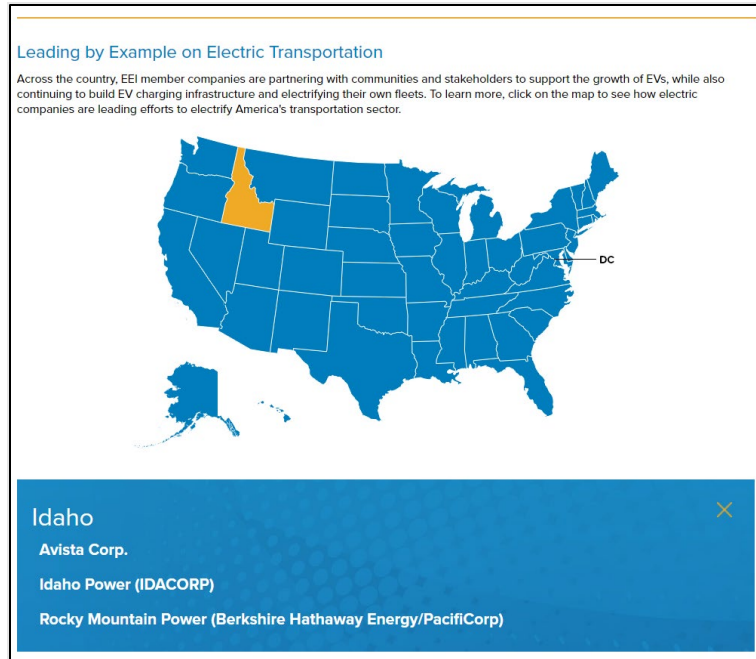 Leading by Example on Electric Transportation
Across the country, EEI member companies are partnering with communities and stakeholders to support the growth of EVs, while also
continuing to build EV charging infrastructure and electrifying their own fleets. To learn more, click on the map to see how electric
companies are leading efforts to electrify America's transportation sector.
DC
Idaho
Avista Corp.
Idaho Power (IDACORP)
Rocky Mountain Power (Berkshire Hathaway Energy/PacifiCorp)